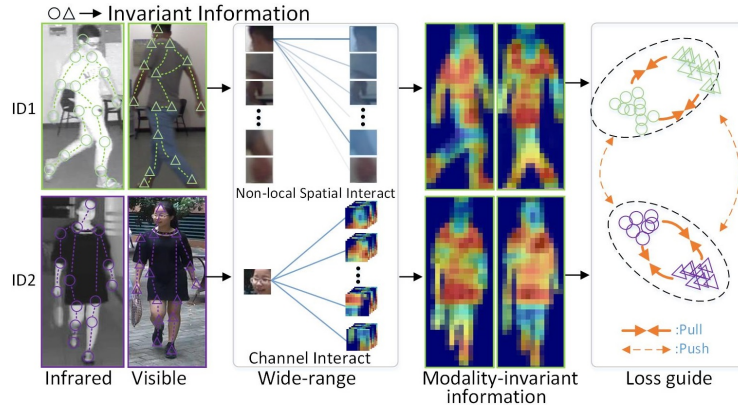 Invariant Information
ID1
Non-local Spatial Interact
ID2
Channel Interact
:Pull
:Push
Infrared
Visible
Wide-range
Modality-invariant
information
Loss guide